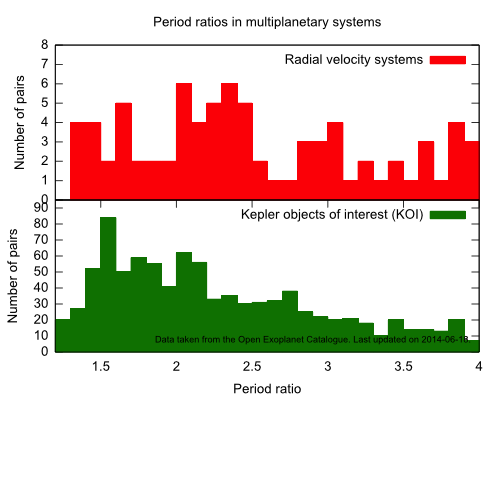 Period ratios in multiplanetary systems
Number of pairs
8
7
6
5
4
3
2
1
0
Radial velocity systems
Number of pairs
90
80
70
60
50
40
30
20
10
0
Kepler objects of interest (KOI)
Data taken from the Open Exoplanet Catalogue. Last updated on 2014-06-18.
1.5 2 2.5 3 3.5 4
Period ratio